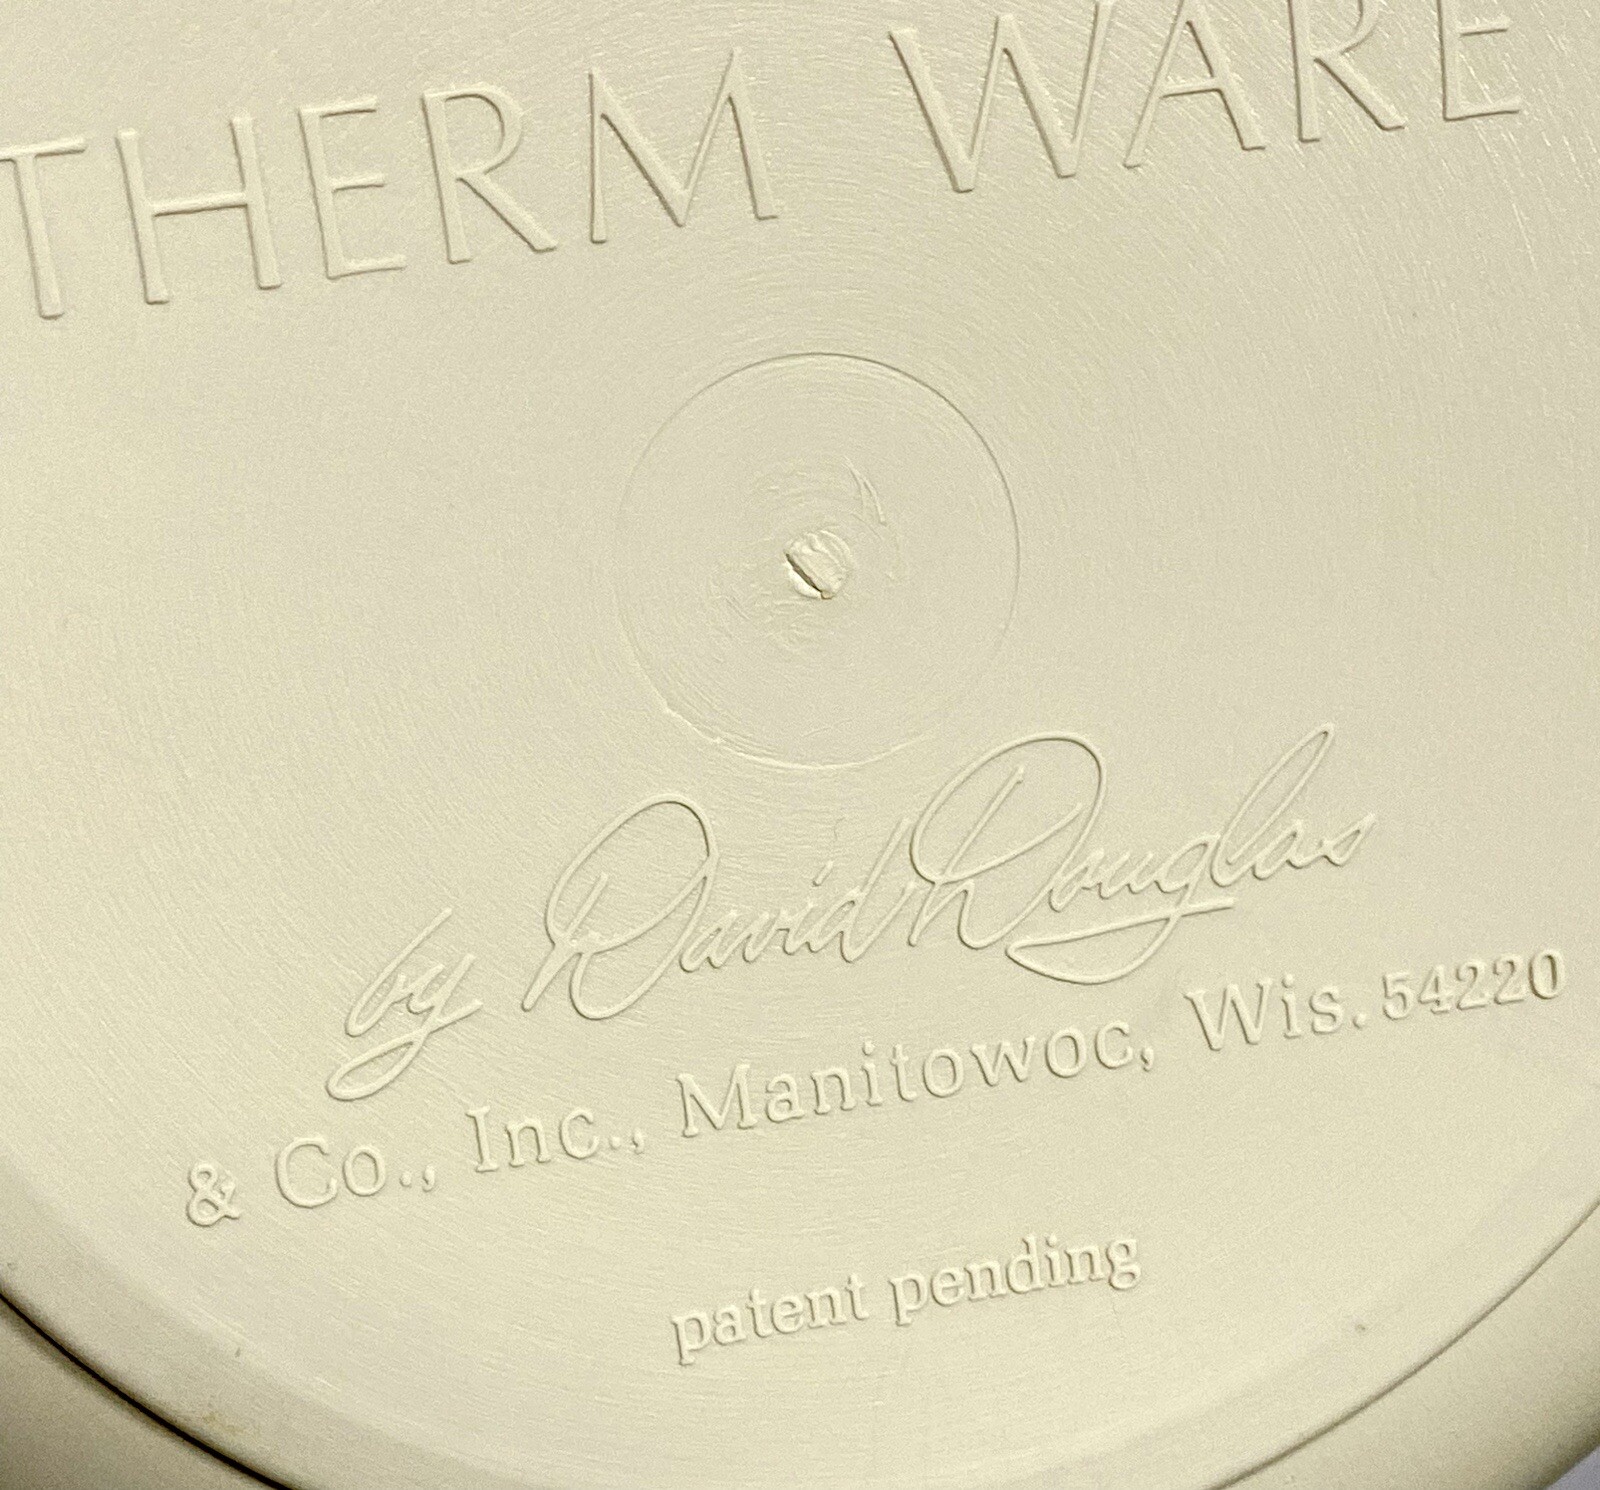 THERM WARE
by David Douglas
& Co., Inc., Manitowoc, Wis. 54220
patent pending